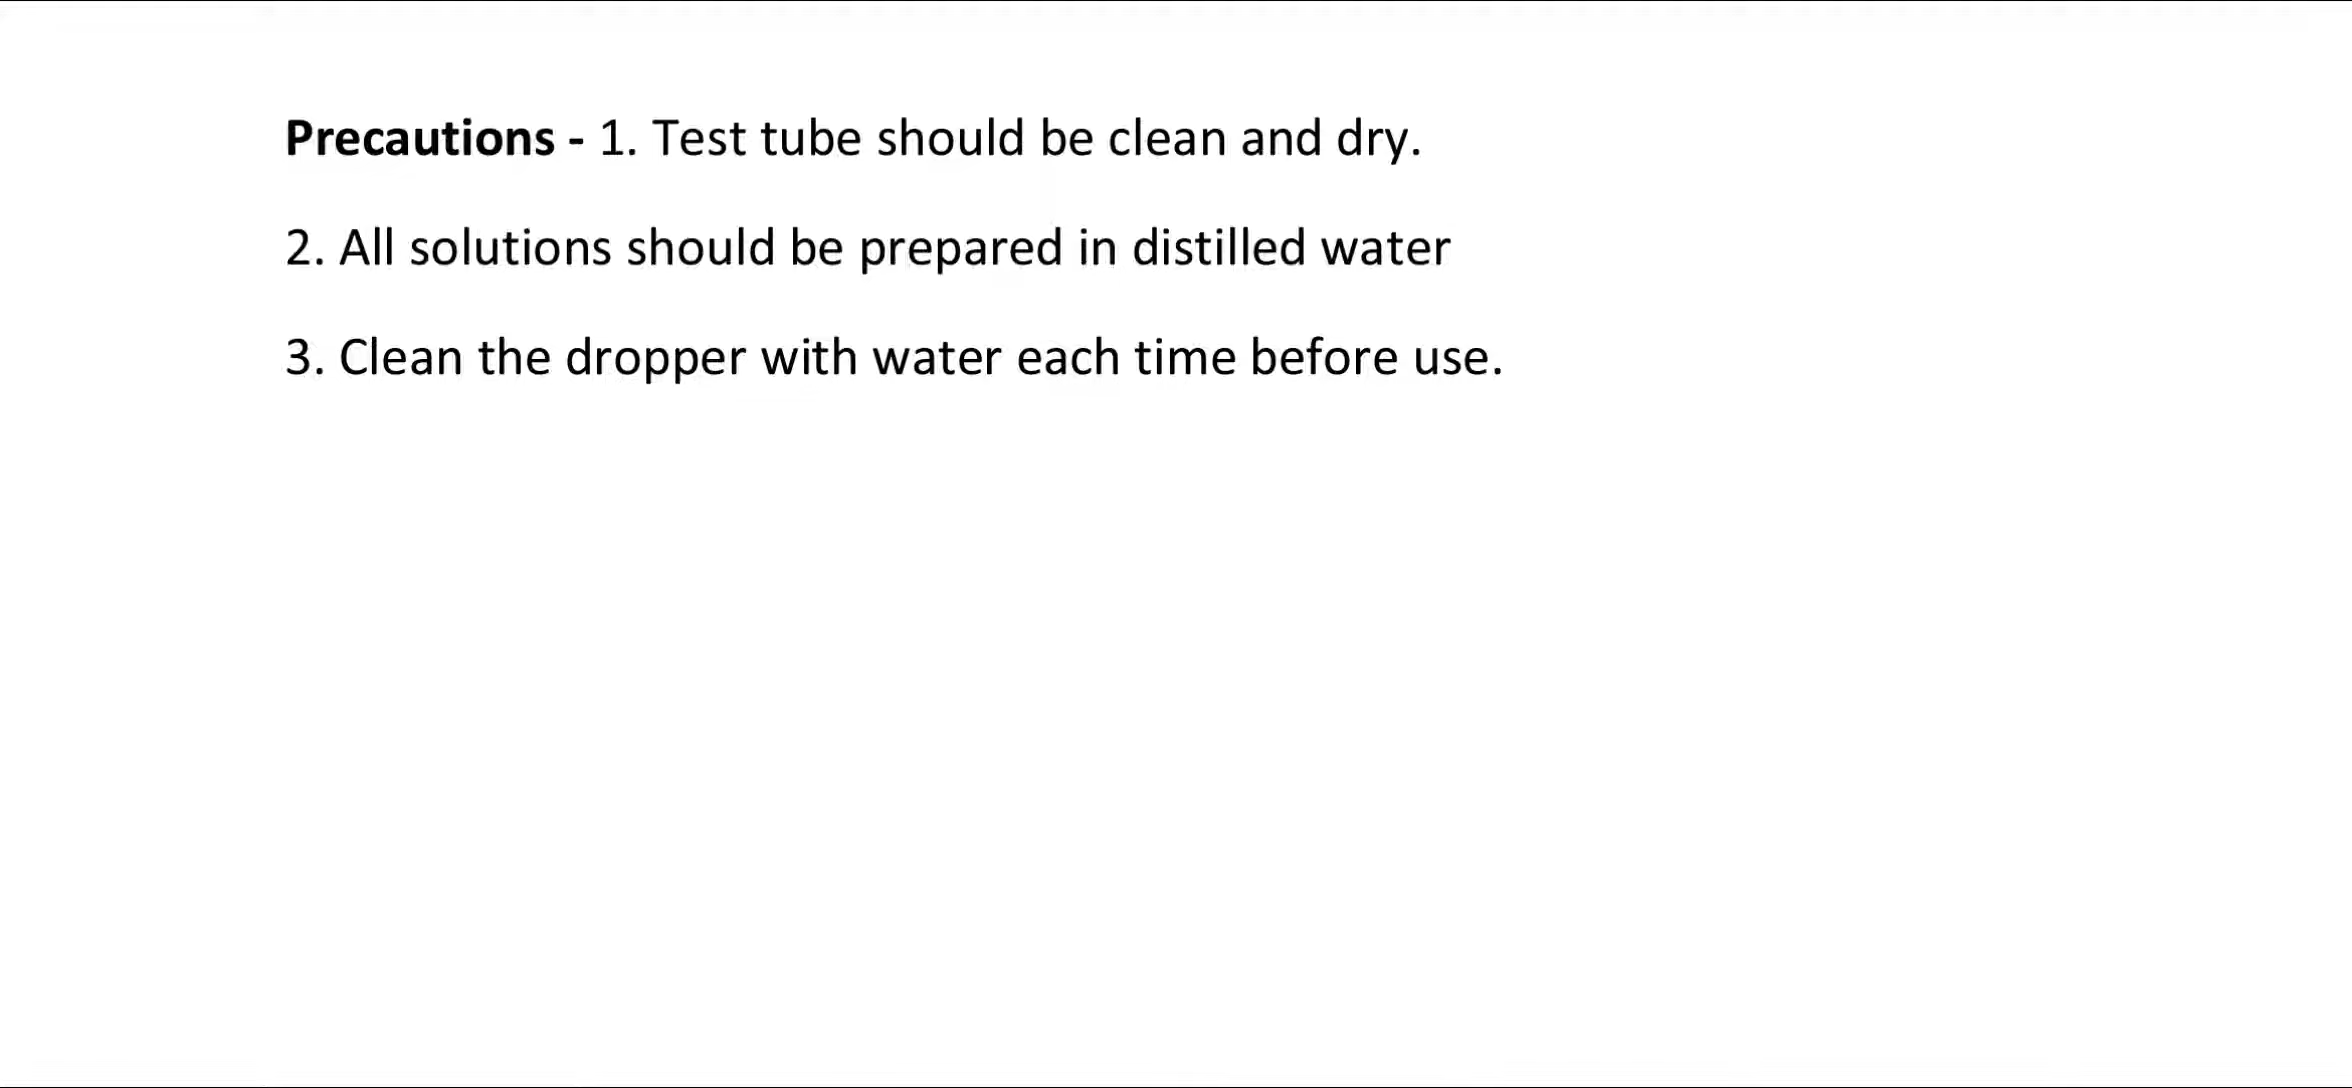 Precautions - 1. Test tube should be clean and dry.
2. All solutions should be prepared in distilled water
3. Clean the dropper with water each time before use.